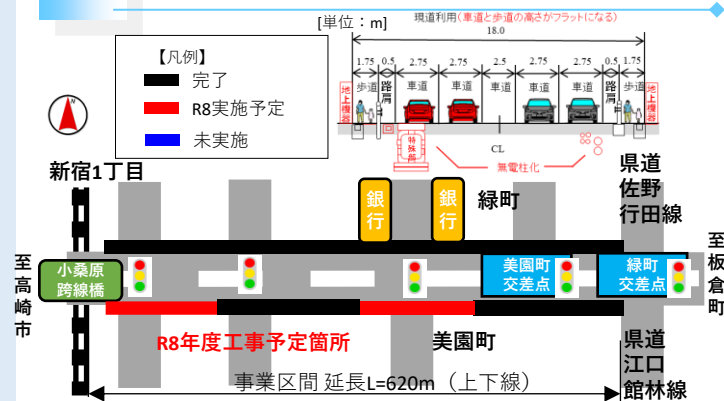 [単位：m]
現道利用(車道と歩道の高さがフラットになる)
18.0
1.75 0.5 2.75 2.75 2.5 2.75 2.75 0.5 1.75
地上機器
歩道
路肩
車道
車道
車道
車道
車道
路肩
歩道
地上機器
特殊部
CL
無電柱化
【凡例】
完了
R8実施予定
未実施
新宿1丁目
銀行
銀行
緑町
県道
佐野
行田線
至高崎市
小桑原
跨線橋
美園町
交差点
緑町
交差点
至板倉町
R8年度工事予定箇所
美園町
県道
江口
館林線
事業区間 延長L=620m（上下線）